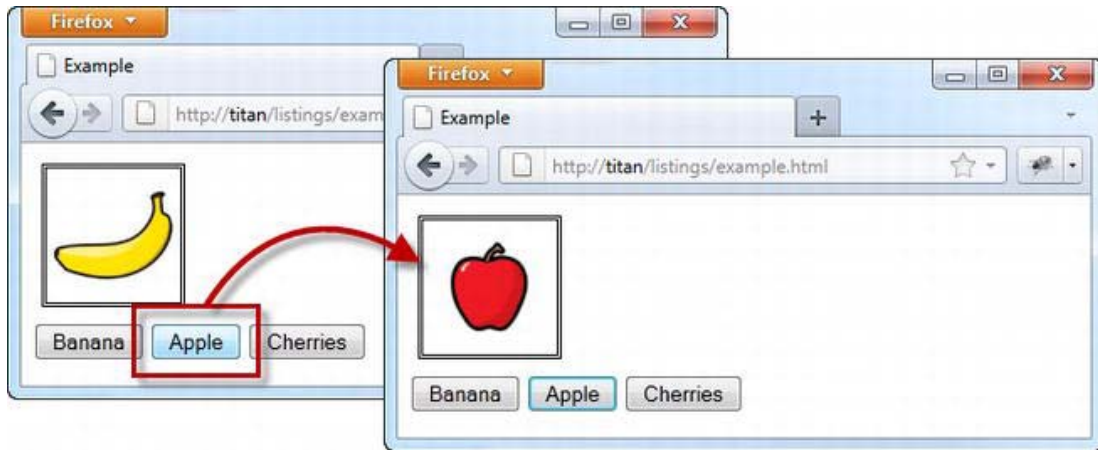 Firefox
Example
http://titan/listings/exam
Banana Apple Cherries
Firefox
Example
http://titan/listings/example.html
Banana Apple Cherries